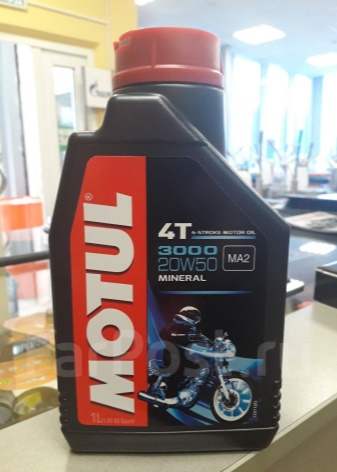 MOTUL®
4T 4-STROKE MOTOR OIL
3000
20W50 MA2
MINERAL
1L